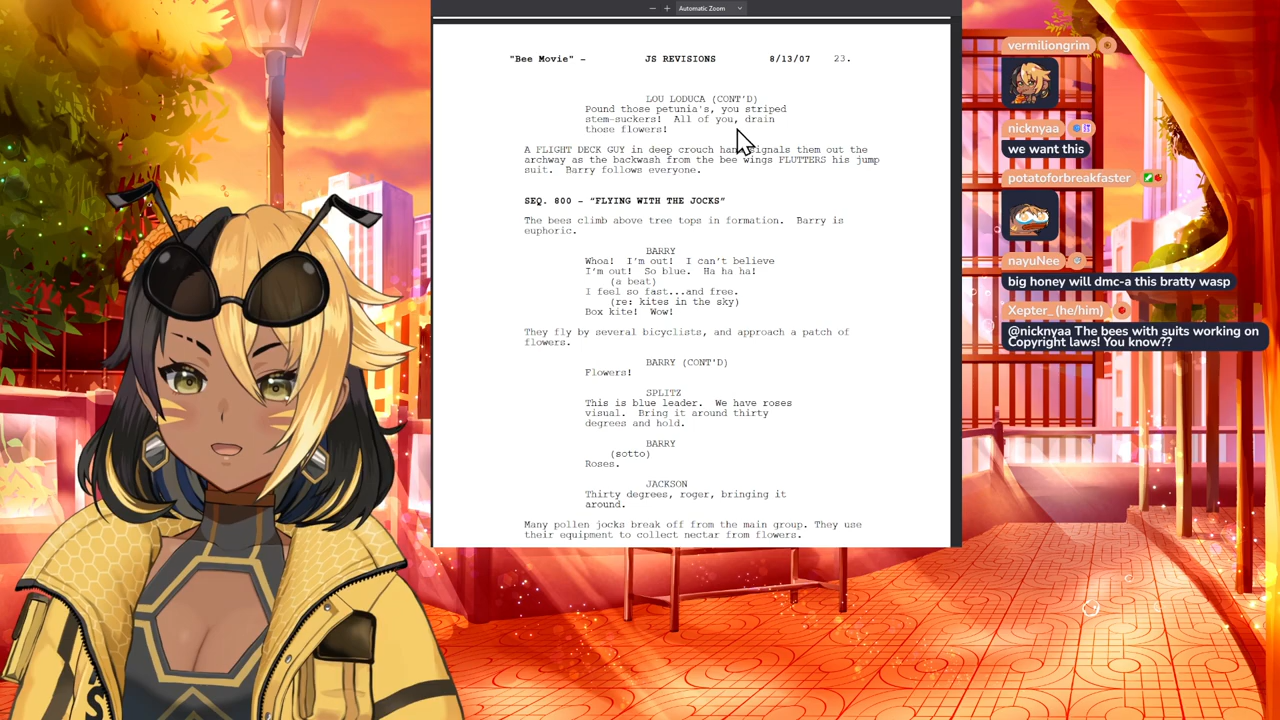 Automatic Zoom
"Bee Movie" - JS REVISIONS 8/13/07 23.
LOU LODUCA (CONT'D)
Pound those petunia's, you striped
stem-suckers! All of you, drain
those flowers!
A FLIGHT DECK GUY in deep crouch hand signals them out the
archway as the backwash from the bee wings FLUTTERS his jump
suit. Barry follows everyone.
SEQ. 800 - “FLYING WITH THE JOCKS”
The bees climb above tree tops in formation. Barry is
euphoric.
BARRY
Whoa! I’m out! I can’t believe
I’m out! So blue. Ha ha ha!
(a beat)
I feel so fast...and free.
(re: kites in the sky)
Box kite! Wow!
They fly by several bicyclists, and approach a patch of
flowers.
BARRY (CONT'D)
Flowers!
SPLITZ
This is blue leader. We have roses
visual. Bring it around thirty
degrees and hold.
BARRY
(sotto)
Roses.
JACKSON
Thirty degrees, roger, bringing it
around.
Many pollen jocks break off from the main group. They use
their equipment to collect nectar from flowers.
vermiliongrim
nicknyaa
we want this
potatoforbreakfaster
nayuNee
big honey will dmc-a this bratty wasp
Xepter_ (he/him)
@nicknyaa The bees with suits working on
Copyright laws! You know??